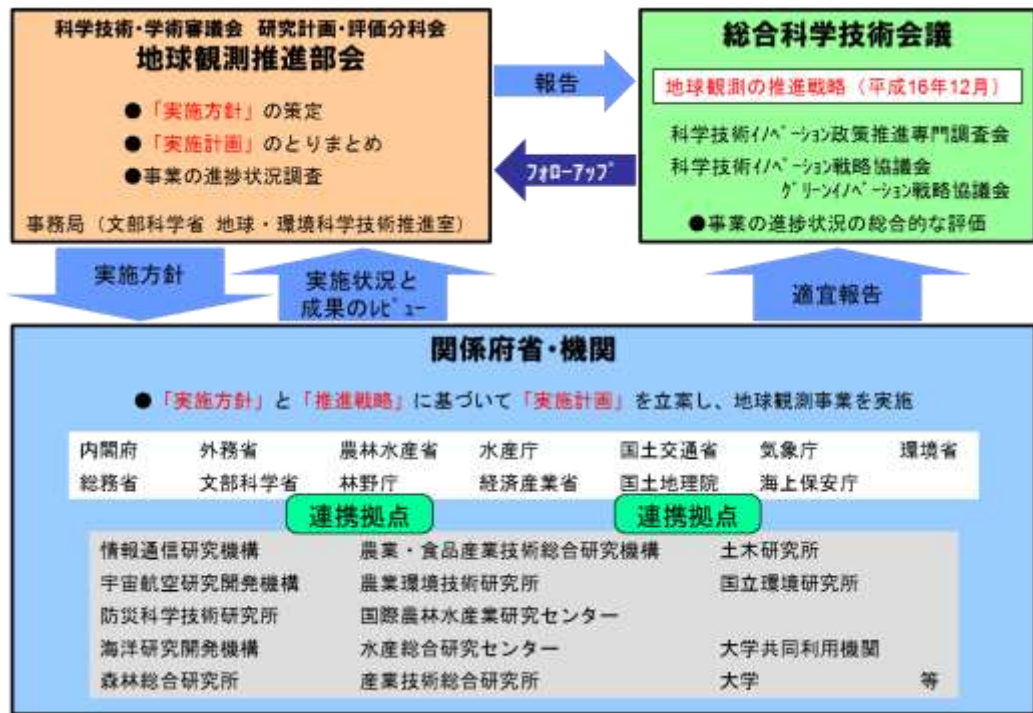 科学技術・学術審議会 研究計画・評価分科会
地球観測推進部会
●「実施方針」の策定
●「実施計画」のとりまとめ
●事業の進捗状況調査
事務局（文部科学省 地球・環境科学技術推進室）
報告
フォローアップ
総合科学技術会議
地球観測の推進戦略（平成16年12月）
科学技術イノベーション政策推進専門調査会
科学技術イノベーション戦略協議会
グリーンイノベーション戦略協議会
●事業の進捗状況の総合的な評価
実施方針
実施状況と
成果のレビュー
適宜報告
関係府省・機関
●「実施方針」と「推進戦略」に基づいて「実施計画」を立案し、地球観測事業を実施
内閣府 外務省 農林水産省 水産庁 国土交通省 気象庁 環境省
総務省 文部科学省 林野庁 経済産業省 国土地理院 海上保安庁
連携拠点 連携拠点
情報通信研究機構 農業・食品産業技術総合研究機構 土木研究所
宇宙航空研究開発機構 農業環境技術研究所 国立環境研究所
防災科学技術研究所 国際農林水産業研究センター
海洋研究開発機構 水産総合研究センター 大学共同利用機関
森林総合研究所 産業技術総合研究所 大学 等